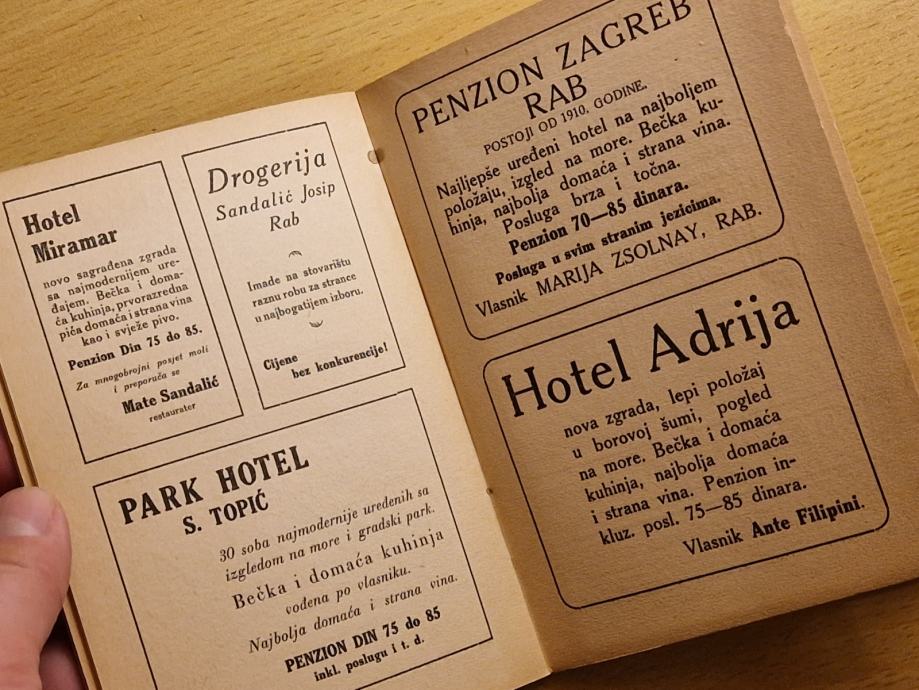 Hotel
Miramar
novo sagrađena zgrada
sa najmodernijem ure-
đajem. Bečka i doma-
ća kuhinja, prvorazredna
pića domaća i strana vina
kao i svježe pivo.
Penzion Din 75 do 85.
Za mnogobrojni posjet moli
i preporuča se
Mate Sandalić
restaurater
Drogerija
Sandalić Josip
Rab
Imade na stovarištu
raznu robu za strance
u najbogatijem izboru.
Cijene
bez konkurencije!
PARK HOTEL
S. TOPIĆ
30 soba najmodernije uređenih sa
izgledom na more i gradski park.
Bečka i domaća kuhinja
vođena po vlasniku.
Najbolja domaća i strana vina.
PENZION DIN 75 do 85
inkl. poslugu i t. d.
PENZION ZAGREB
RAB
POSTOJI OD 1910. GODINE.
Najljepše uređeni hotel na najboljem
položaju, izgled na more. Bečka ku-
hinja, najbolja domaća i strana vina.
Posluga brza i točna.
Penzion 70—85 dinara.
Posluga u svim stranim jezicima.
Vlasnik MARIJA ZSOLNAY, RAB.
Hotel Adrija
nova zgrada, lepi položaj
u borovoj šumi, pogled
na more. Bečka i domaća
kuhinja, najbolja domaća
i strana vina. Penzion in-
kluz. posl. 75—85 dinara.
Vlasnik Ante Filipini.